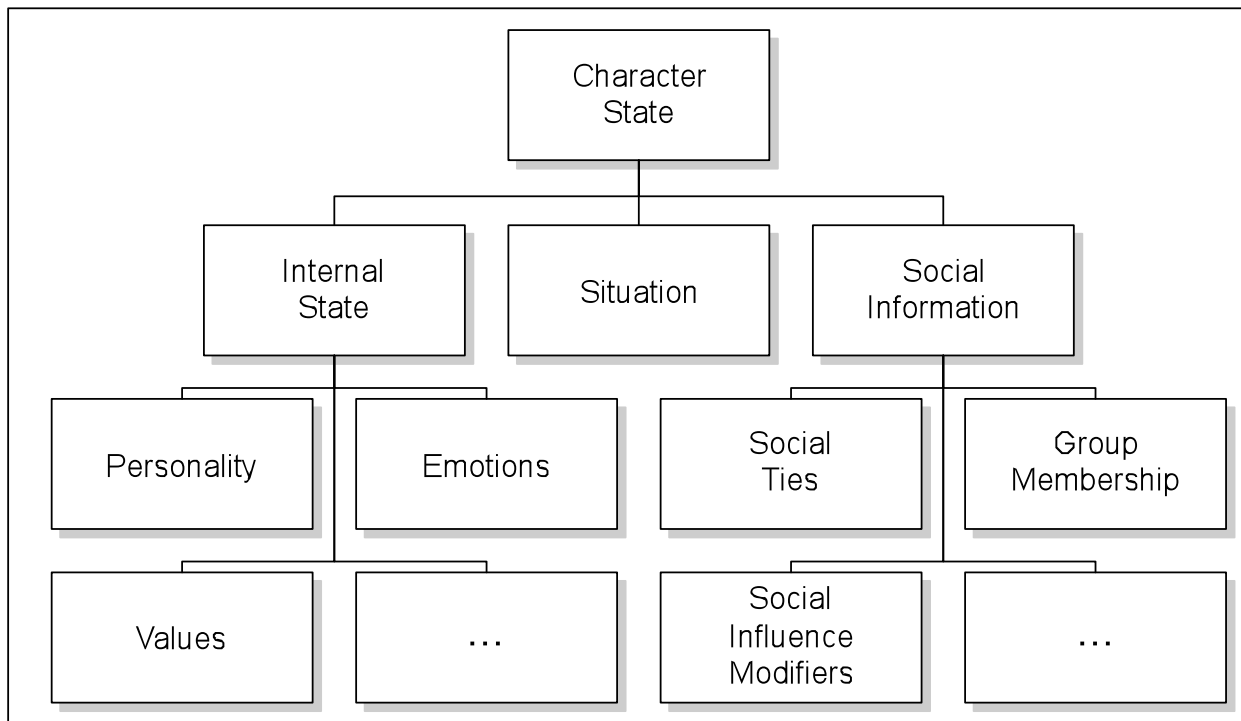 Character
State
Internal
State
Situation
Social
Information
Personality
Emotions
Social
Ties
Group
Membership
Values
...
Social
Influence
Modifiers
...